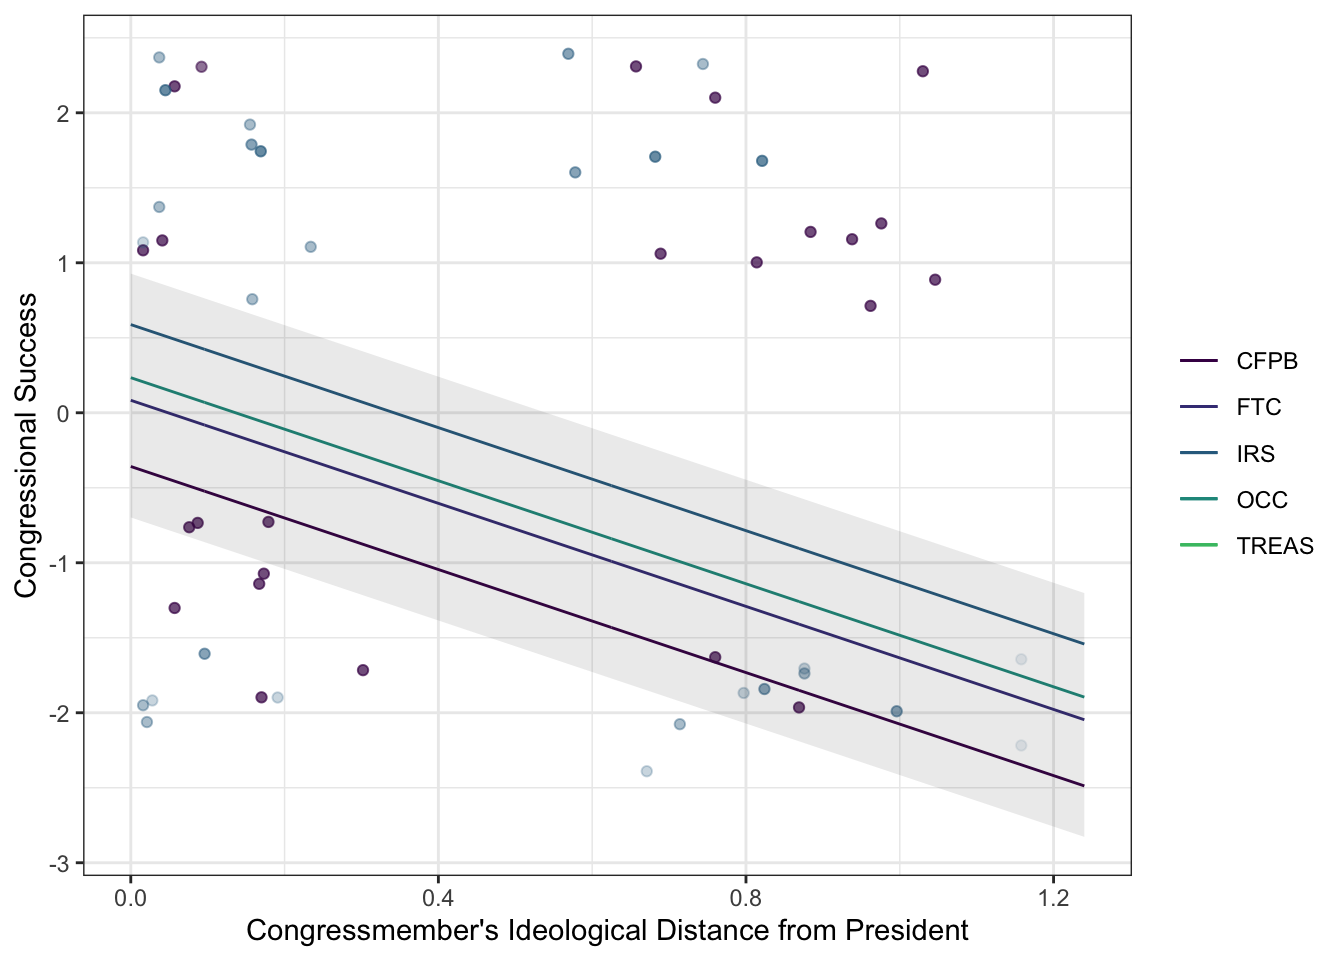 2
1
0
-1
-2
-3
Congressional Success
0.0 0.4 0.8 1.2
Congressmember's Ideological Distance from President
CFPB
FTC
IRS
OCC
TREAS